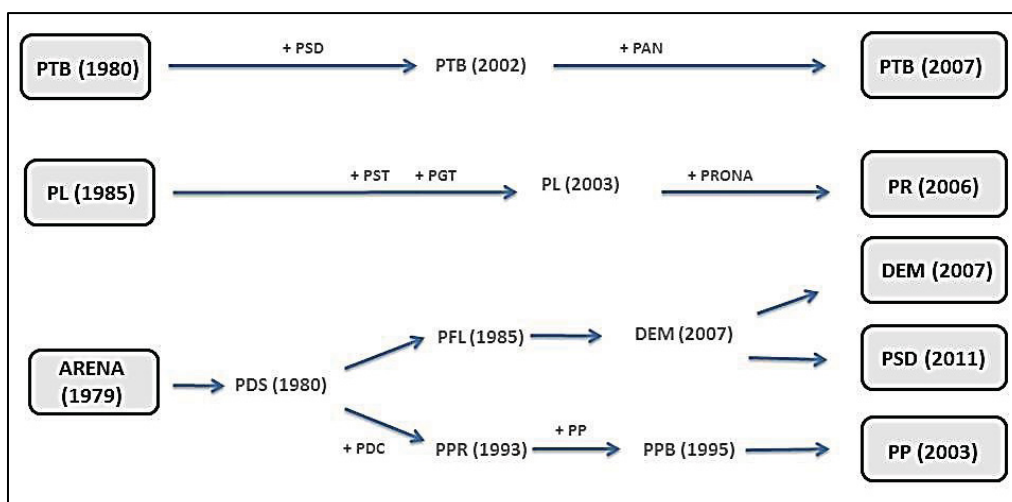 + PSD
+ PAN
PTB (1980)
PTB (2002)
PTB (2007)
+ PST + PGT
+ PRONA
PL (1985)
PL (2003)
PR (2006)
DEM (2007)
PFL (1985)
DEM (2007)
PSD (2011)
ARENA
(1979)
PDS (1980)
+ PP
+ PDC
PPR (1993)
PPB (1995)
PP (2003)